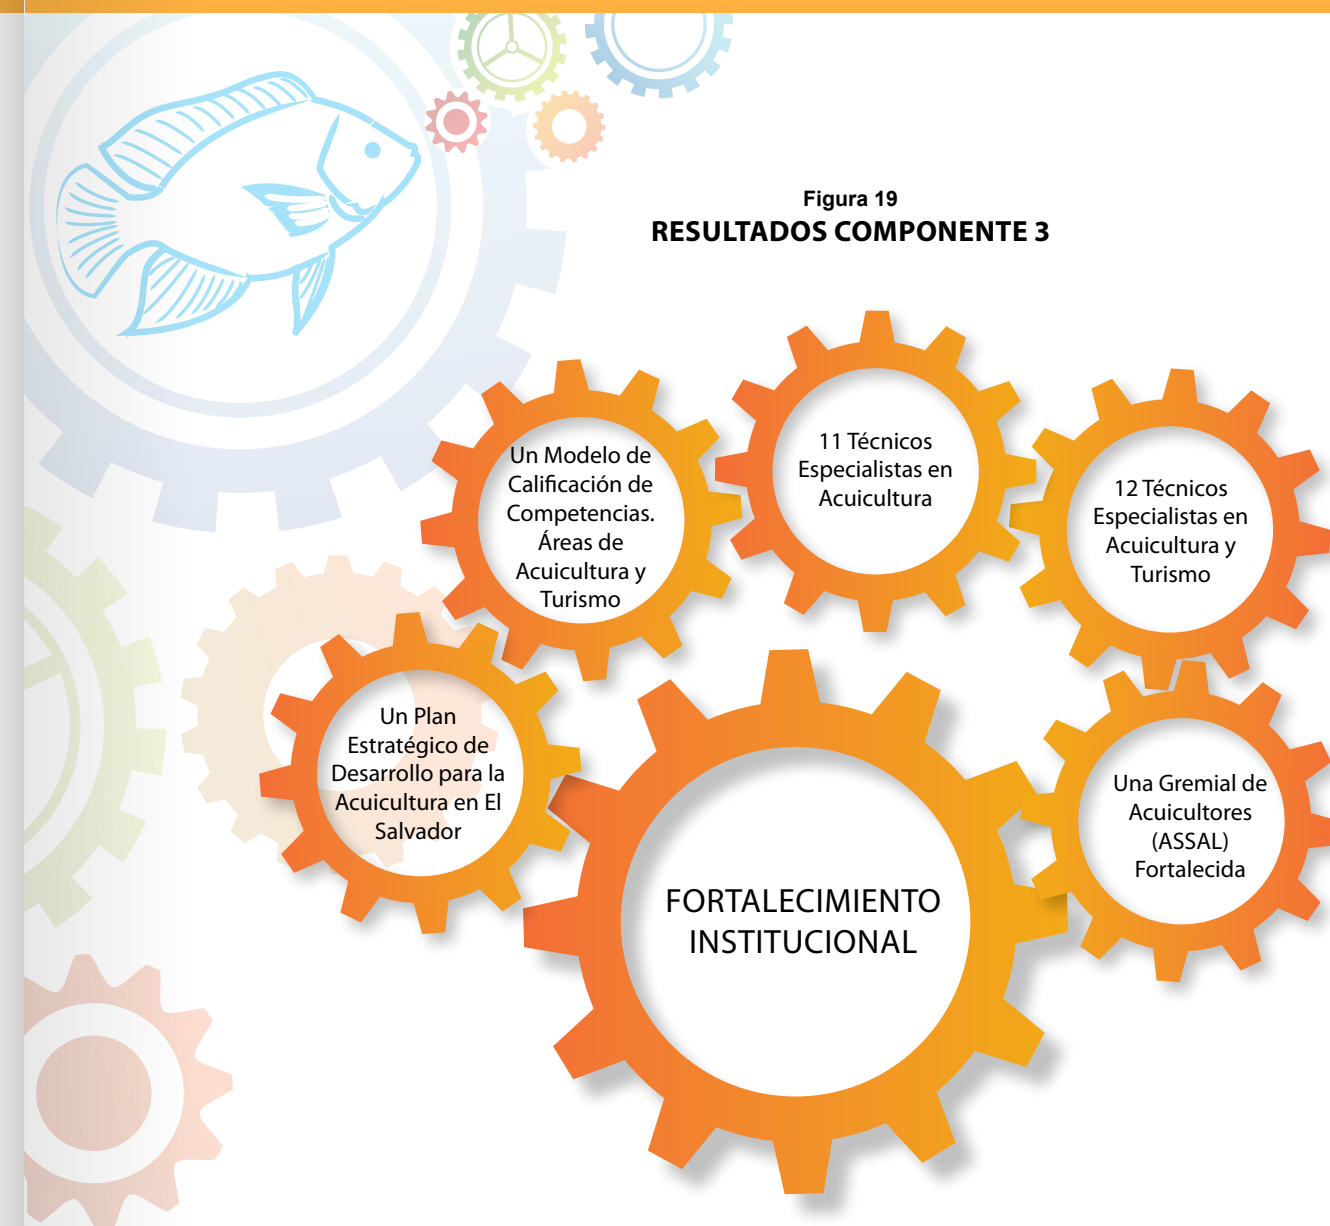 Figura 19
RESULTADOS COMPONENTE 3
Un Modelo de
Calificación de
Competencias.
Áreas de
Acuicultura y
Turismo
11 Técnicos
Especialistas en
Acuicultura
12 Técnicos
Especialistas en
Acuicultura y
Turismo
Un Plan
Estratégico de
Desarrollo para la
Acuicultura en El
Salvador
Una Gremial de
Acuicultores
(ASSAL)
Fortalecida
FORTALECIMIENTO
INSTITUCIONAL